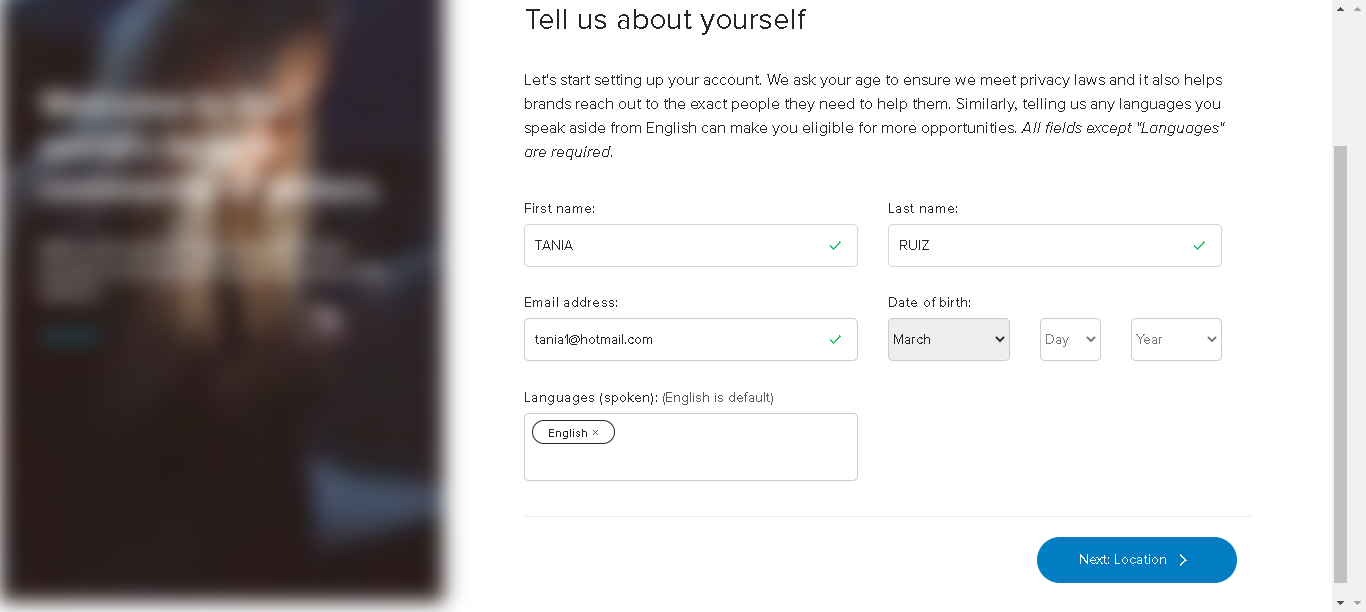 Tell us about yourself
Let's start setting up your account. We ask your age to ensure we meet privacy laws and it also helps
brands reach out to the exact people they need to help them. Similarly, telling us any languages you
speak aside from English can make you eligible for more opportunities. All fields except "Languages"
are required.
First name:
Last name:
TANIA
RUIZ
Email address:
Date of birth:
tania1@hotmail.com
March
Day
Year
Languages (spoken): (English is default)
English ×
Next: Location